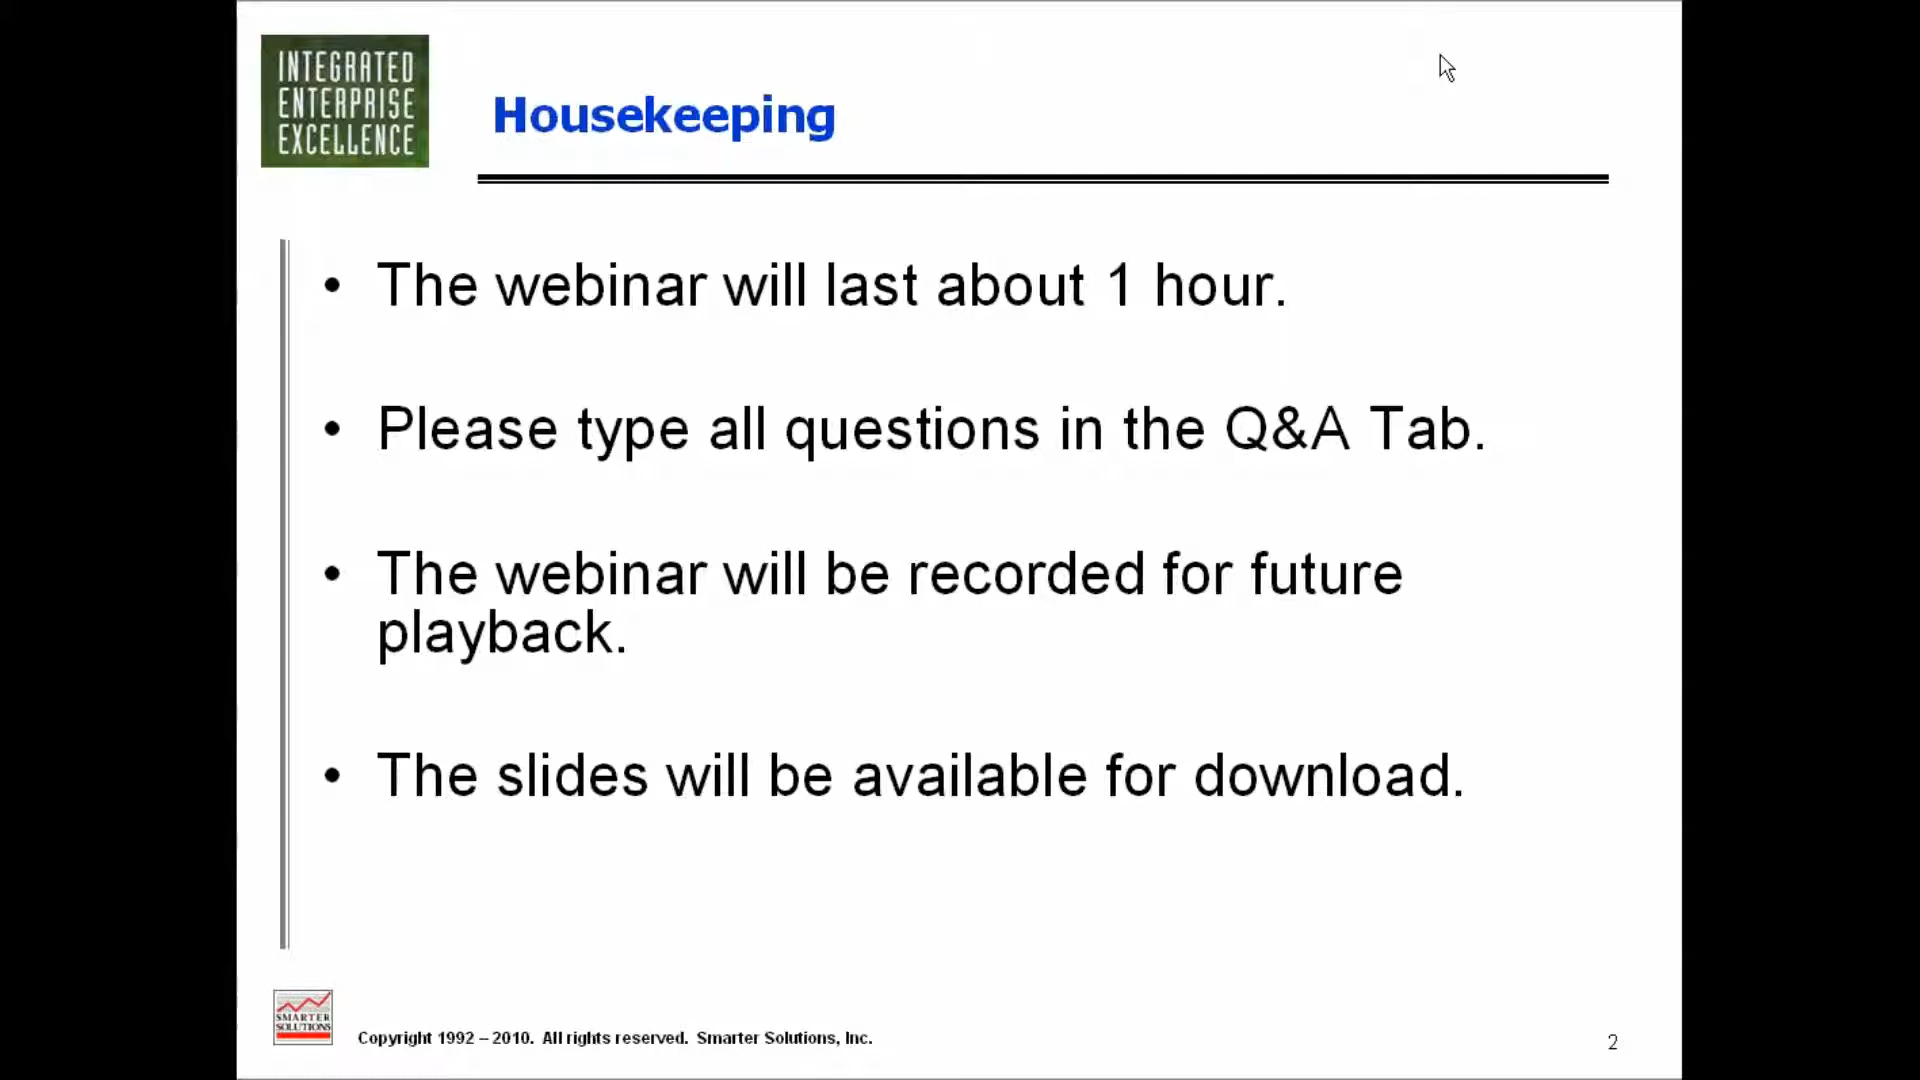 INTEGRATED
ENTERPRISE
EXCELLENCE
Housekeeping
• The webinar will last about 1 hour.
• Please type all questions in the Q&A Tab.
• The webinar will be recorded for future
playback.
• The slides will be available for download.
SMARTER
SOLUTIONS
Copyright 1992 – 2010. All rights reserved. Smarter Solutions, Inc.
2